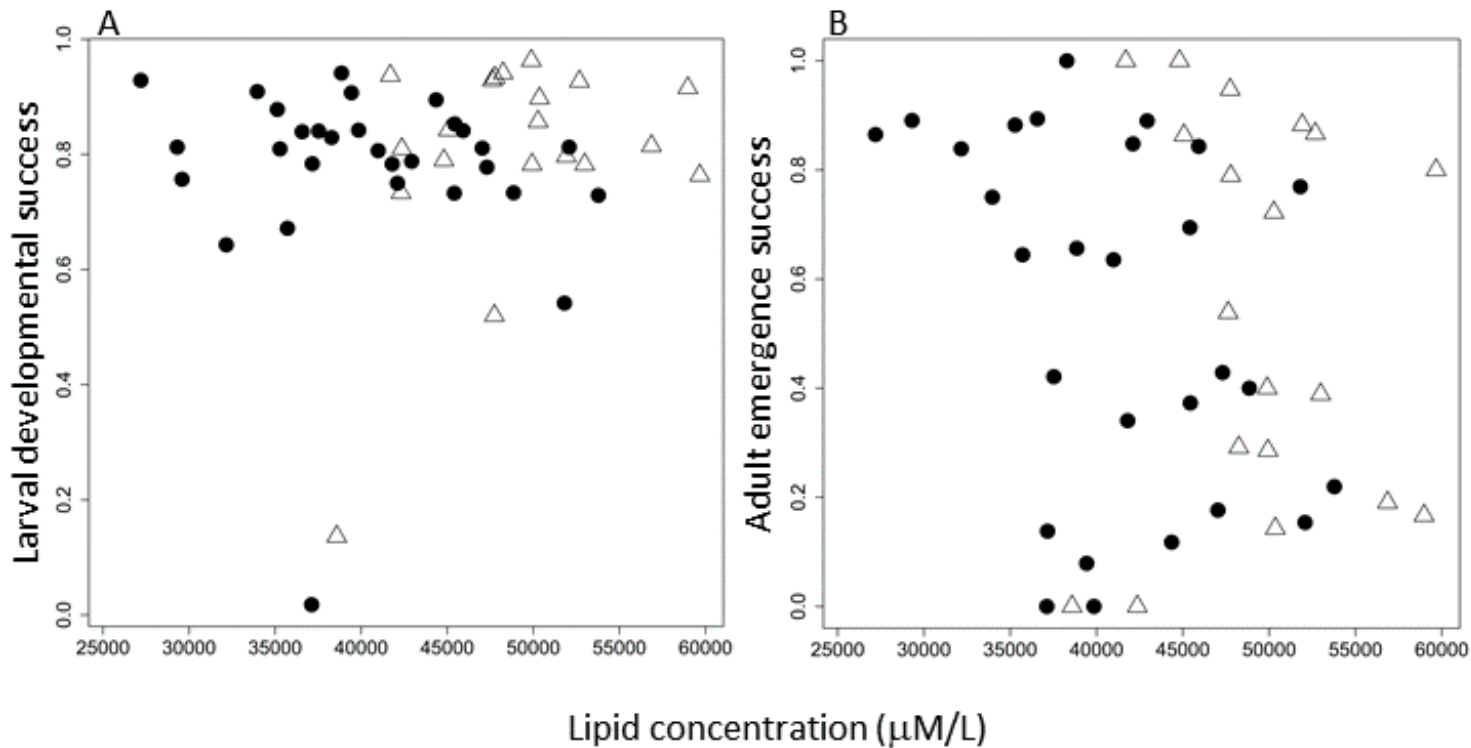 A
B
Larval developmental success
0.0 0.2 0.4 0.6 0.8 1.0
25000 30000 35000 40000 45000 50000 55000 60000
Adult emergence success
0.0 0.2 0.4 0.6 0.8 1.0
25000 30000 35000 40000 45000 50000 55000 60000
Lipid concentration (μM/L)